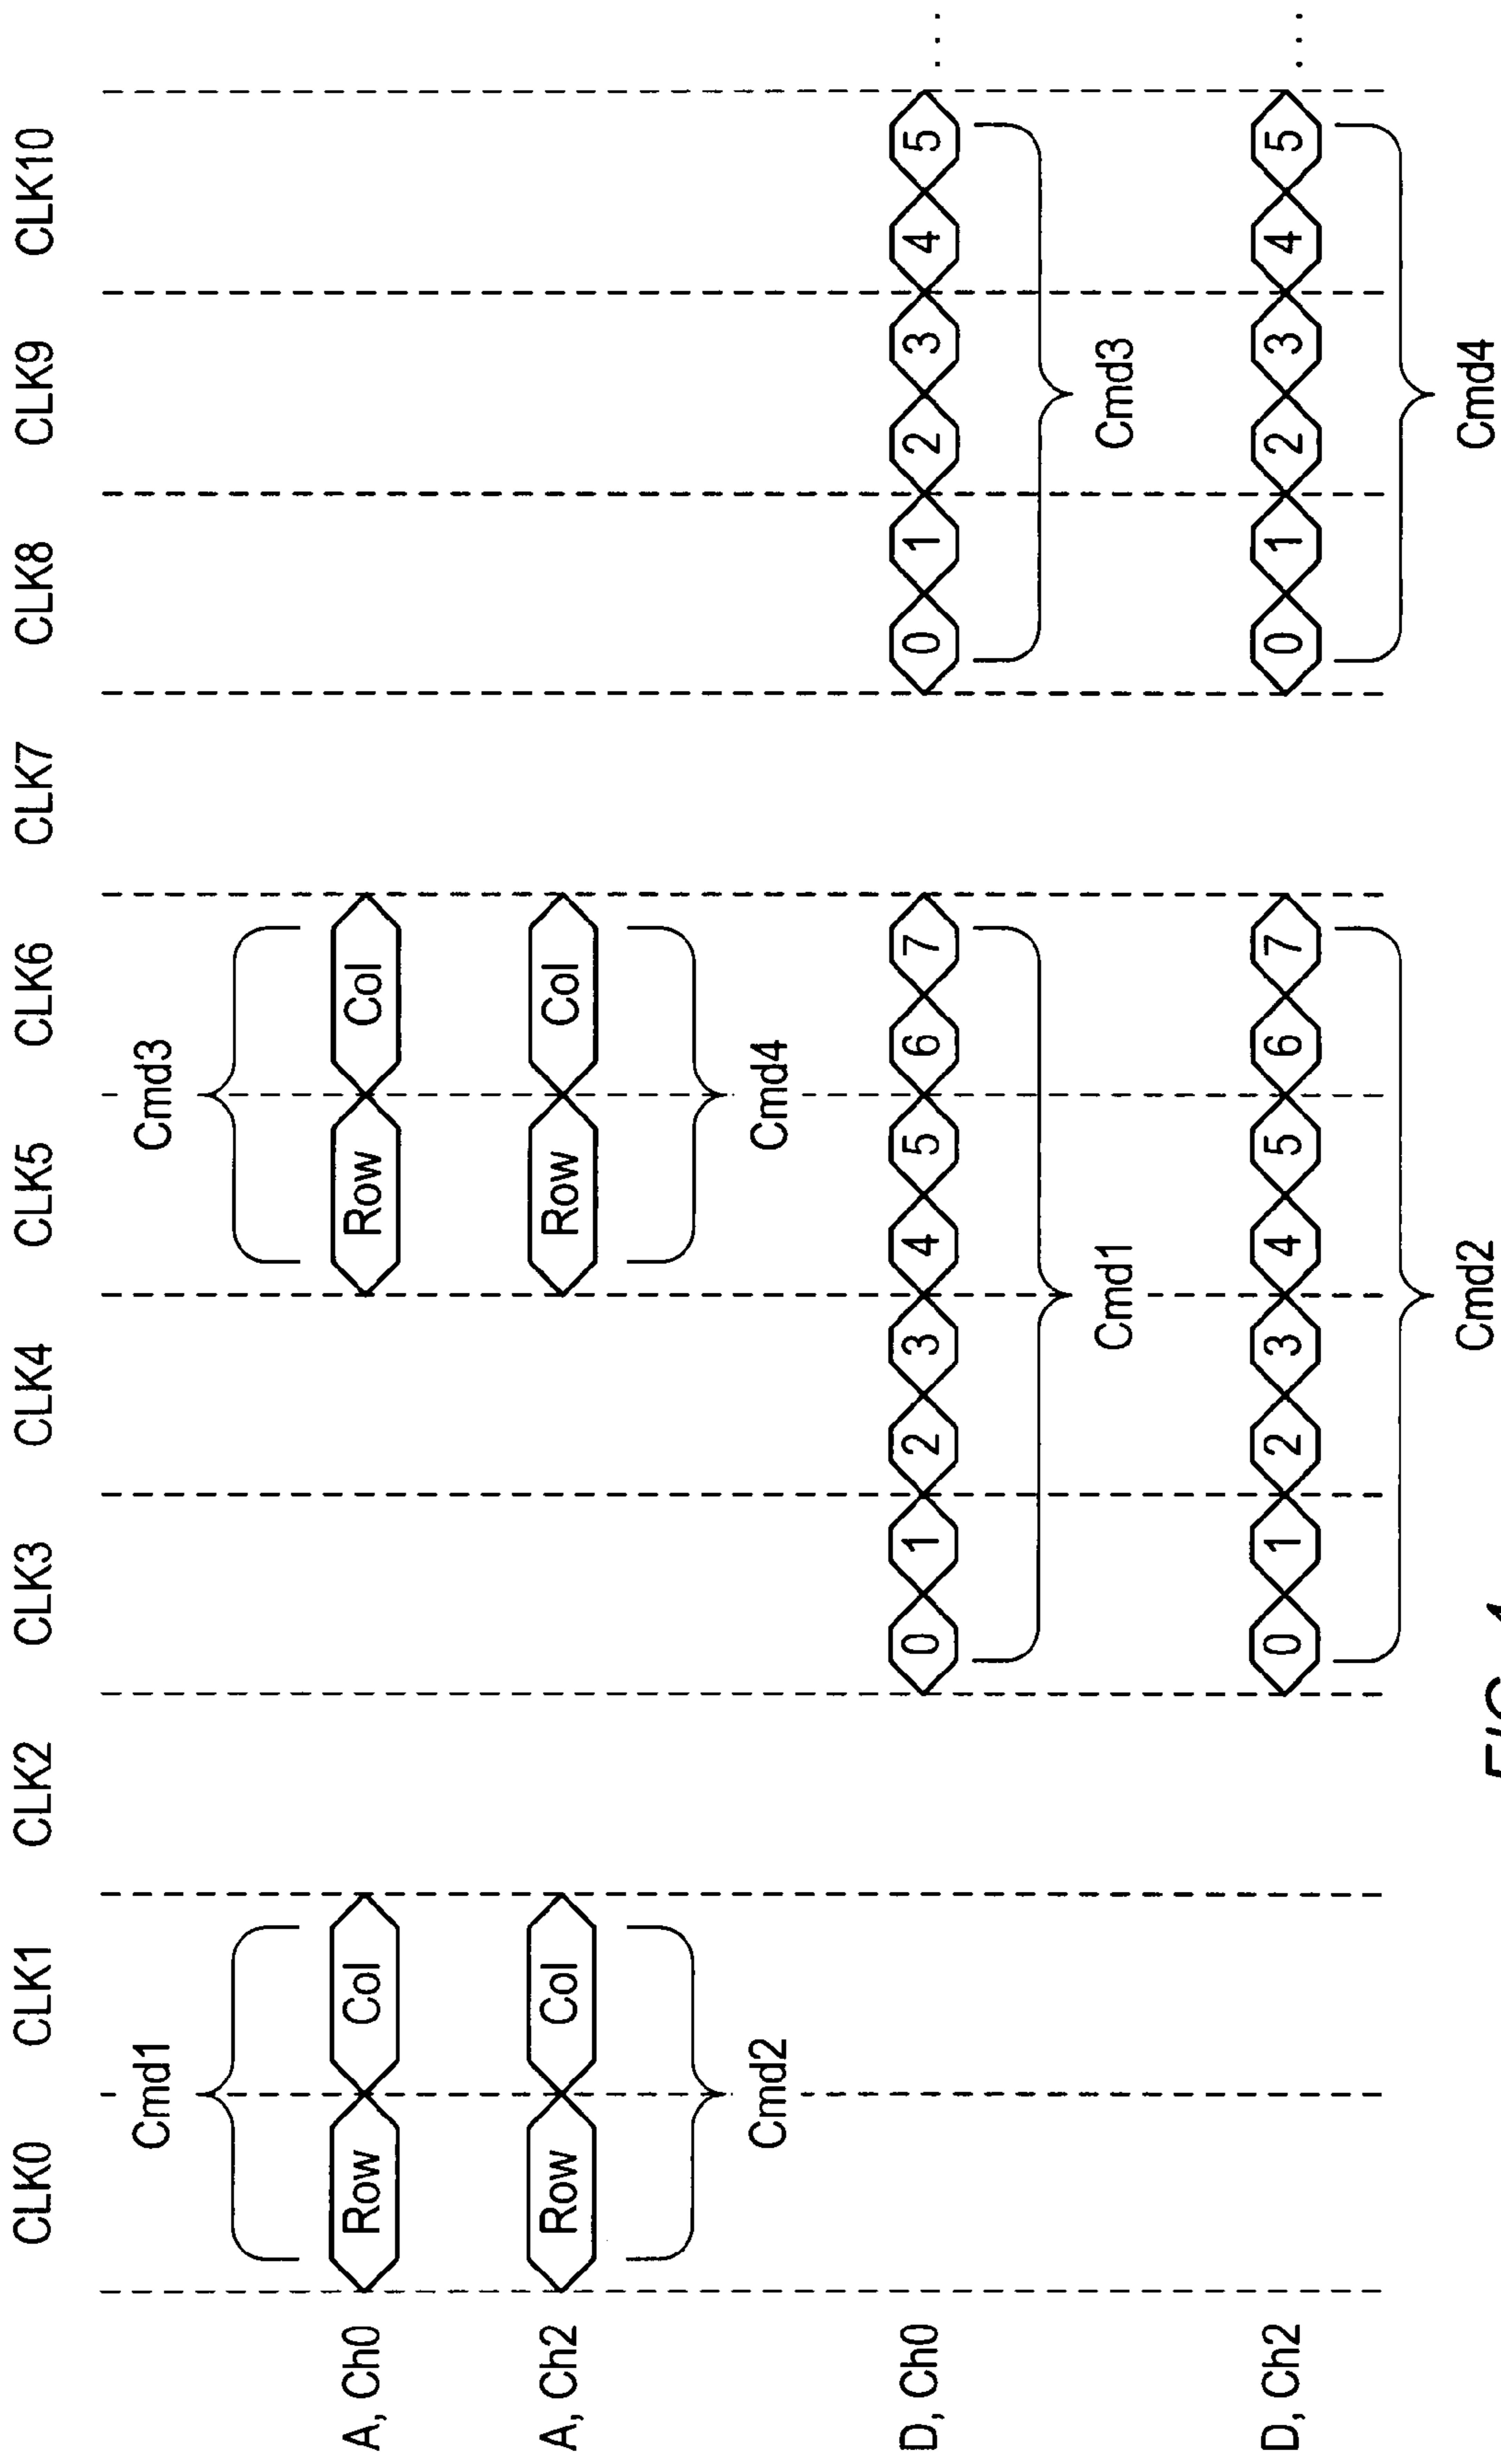 CLK0 CLK1 CLK2 CLK3 CLK4 CLK5 CLK6 CLK7 CLK8 CLK9 CLK10
Cmd1 Cmd3
A, Ch0 Row Col Row Col
A, Ch2 Row Col Row Col
Cmd2 Cmd4
D, Ch0 0 1 2 3 4 5 6 7 0 1 2 3 4 5 ...
Cmd1 Cmd3
D, Ch2 0 1 2 3 4 5 6 7 0 1 2 3 4 5 ...
Cmd2 Cmd4